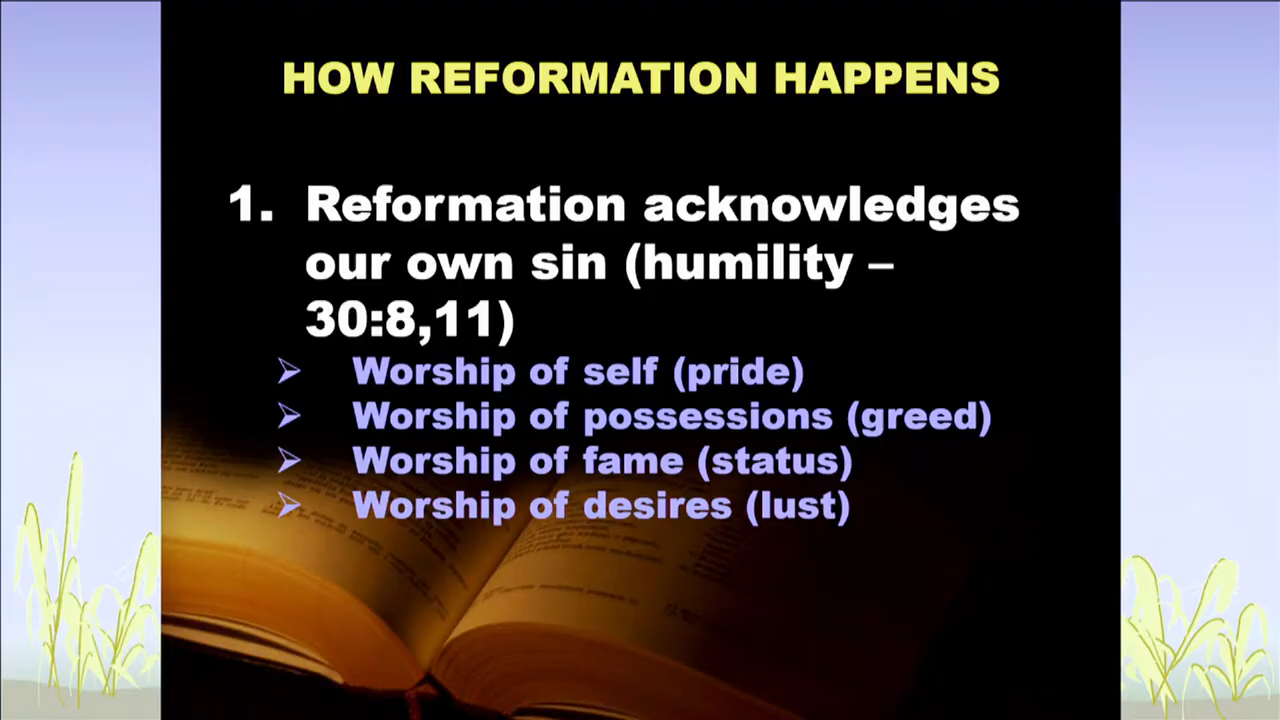 HOW REFORMATION HAPPENS
1. Reformation acknowledges
our own sin (humility –
30:8,11)
➢ Worship of self (pride)
➢ Worship of possessions (greed)
➢ Worship of fame (status)
➢ Worship of desires (lust)